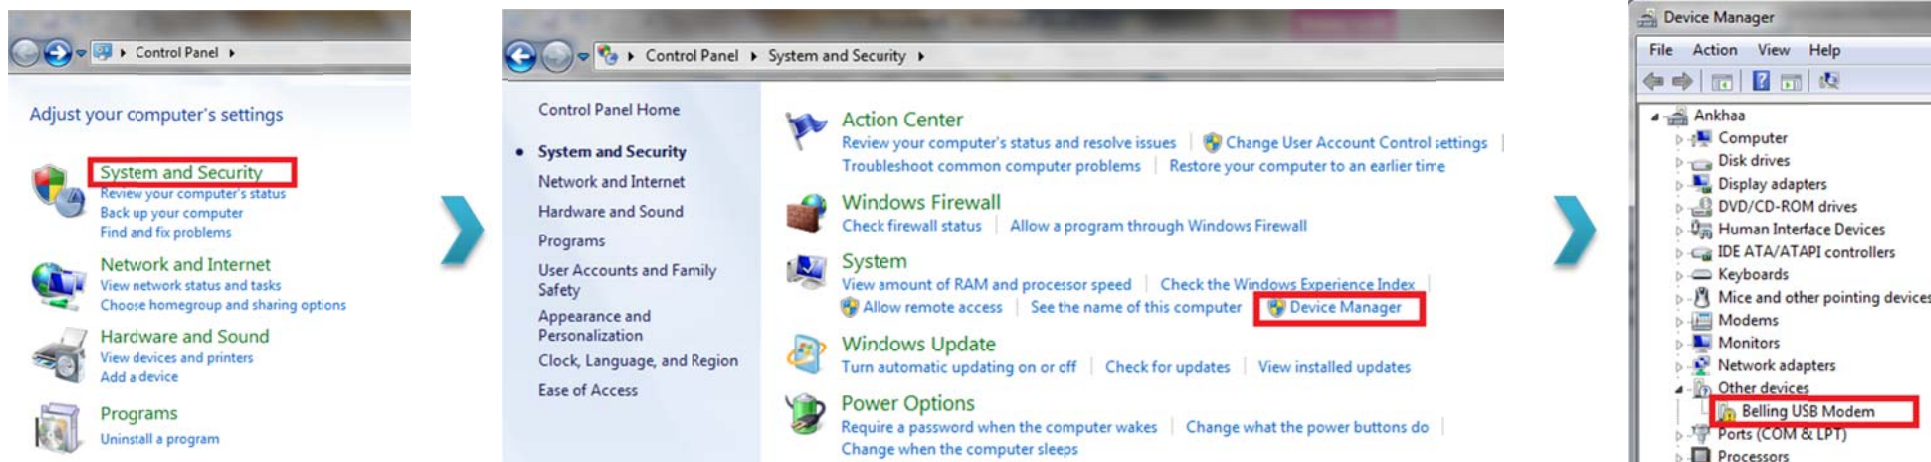 Control Panel
Adjust your computer's settings
System and Security
Review your computer's status
Back up your computer
Find and fix problems
Network and Internet
View network status and tasks
Choose homegroup and sharing options
Hardware and Sound
View devices and printers
Add a device
Programs
Uninstall a program
Control Panel System and Security
Control Panel Home
System and Security
Network and Internet
Hardware and Sound
Programs
User Accounts and Family
Safety
Appearance and
Personalization
Clock, Language, and Region
Ease of Access
Action Center
Review your computer's status and resolve issues Change User Account Control settings
Troubleshoot common computer problems Restore your computer to an earlier time
Windows Firewall
Check firewall status Allow a program through Windows Firewall
System
View amount of RAM and processor speed Check the Windows Experience Index
Allow remote access See the name of this computer Device Manager
Windows Update
Turn automatic updating on or off Check for updates View installed updates
Power Options
Require a password when the computer wakes Change what the power buttons do
Change when the computer sleeps
Device Manager
File Action View Help
Ankhaa
Computer
Disk drives
Display adapters
DVD/CD-ROM drives
Human Interface Devices
IDE ATA/ATAPI controllers
Keyboards
Mice and other pointing devices
Modems
Monitors
Network adapters
Other devices
Belling USB Modem
Ports (COM & LPT)
Processors